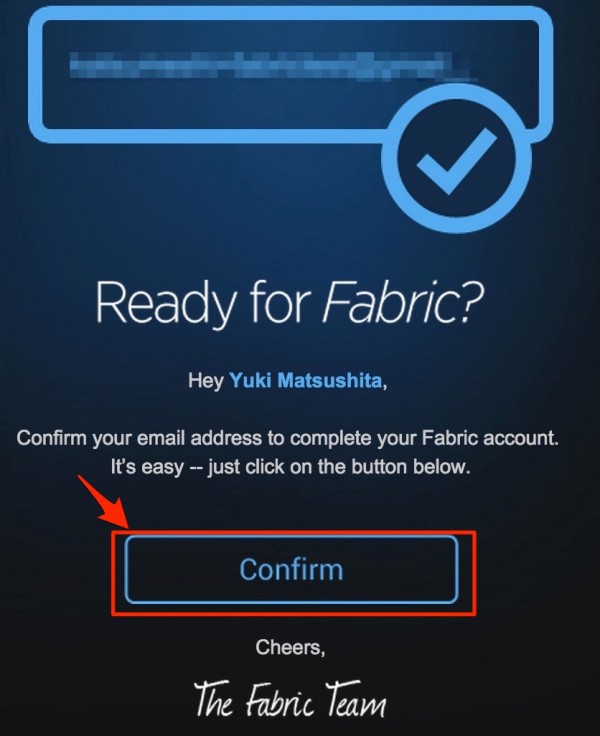 Ready for Fabric?
Hey Yuki Matsushita,
Confirm your email address to complete your Fabric account.
It's easy -- just click on the button below.
Confirm
Cheers,
The Fabric Team